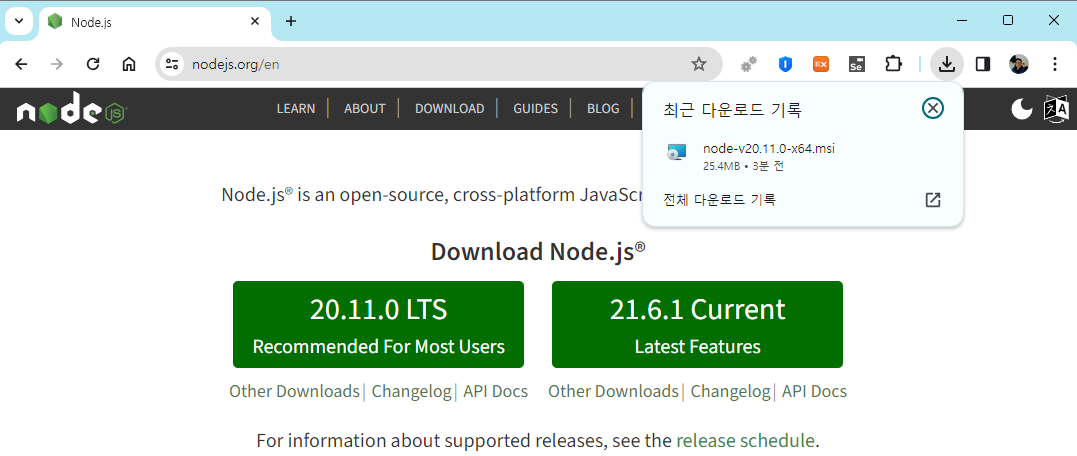 Node.js
nodejs.org/en
node JS
LEARN | ABOUT | DOWNLOAD | GUIDES | BLOG |
최근 다운로드 기록
node-v20.11.0-x64.msi
25.4MB • 3분 전
전체 다운로드 기록
Node.js® is an open-source, cross-platform JavaScr
Download Node.js®
20.11.0 LTS
Recommended For Most Users
21.6.1 Current
Latest Features
Other Downloads | Changelog | API Docs
Other Downloads | Changelog | API Docs
For information about supported releases, see the release schedule.